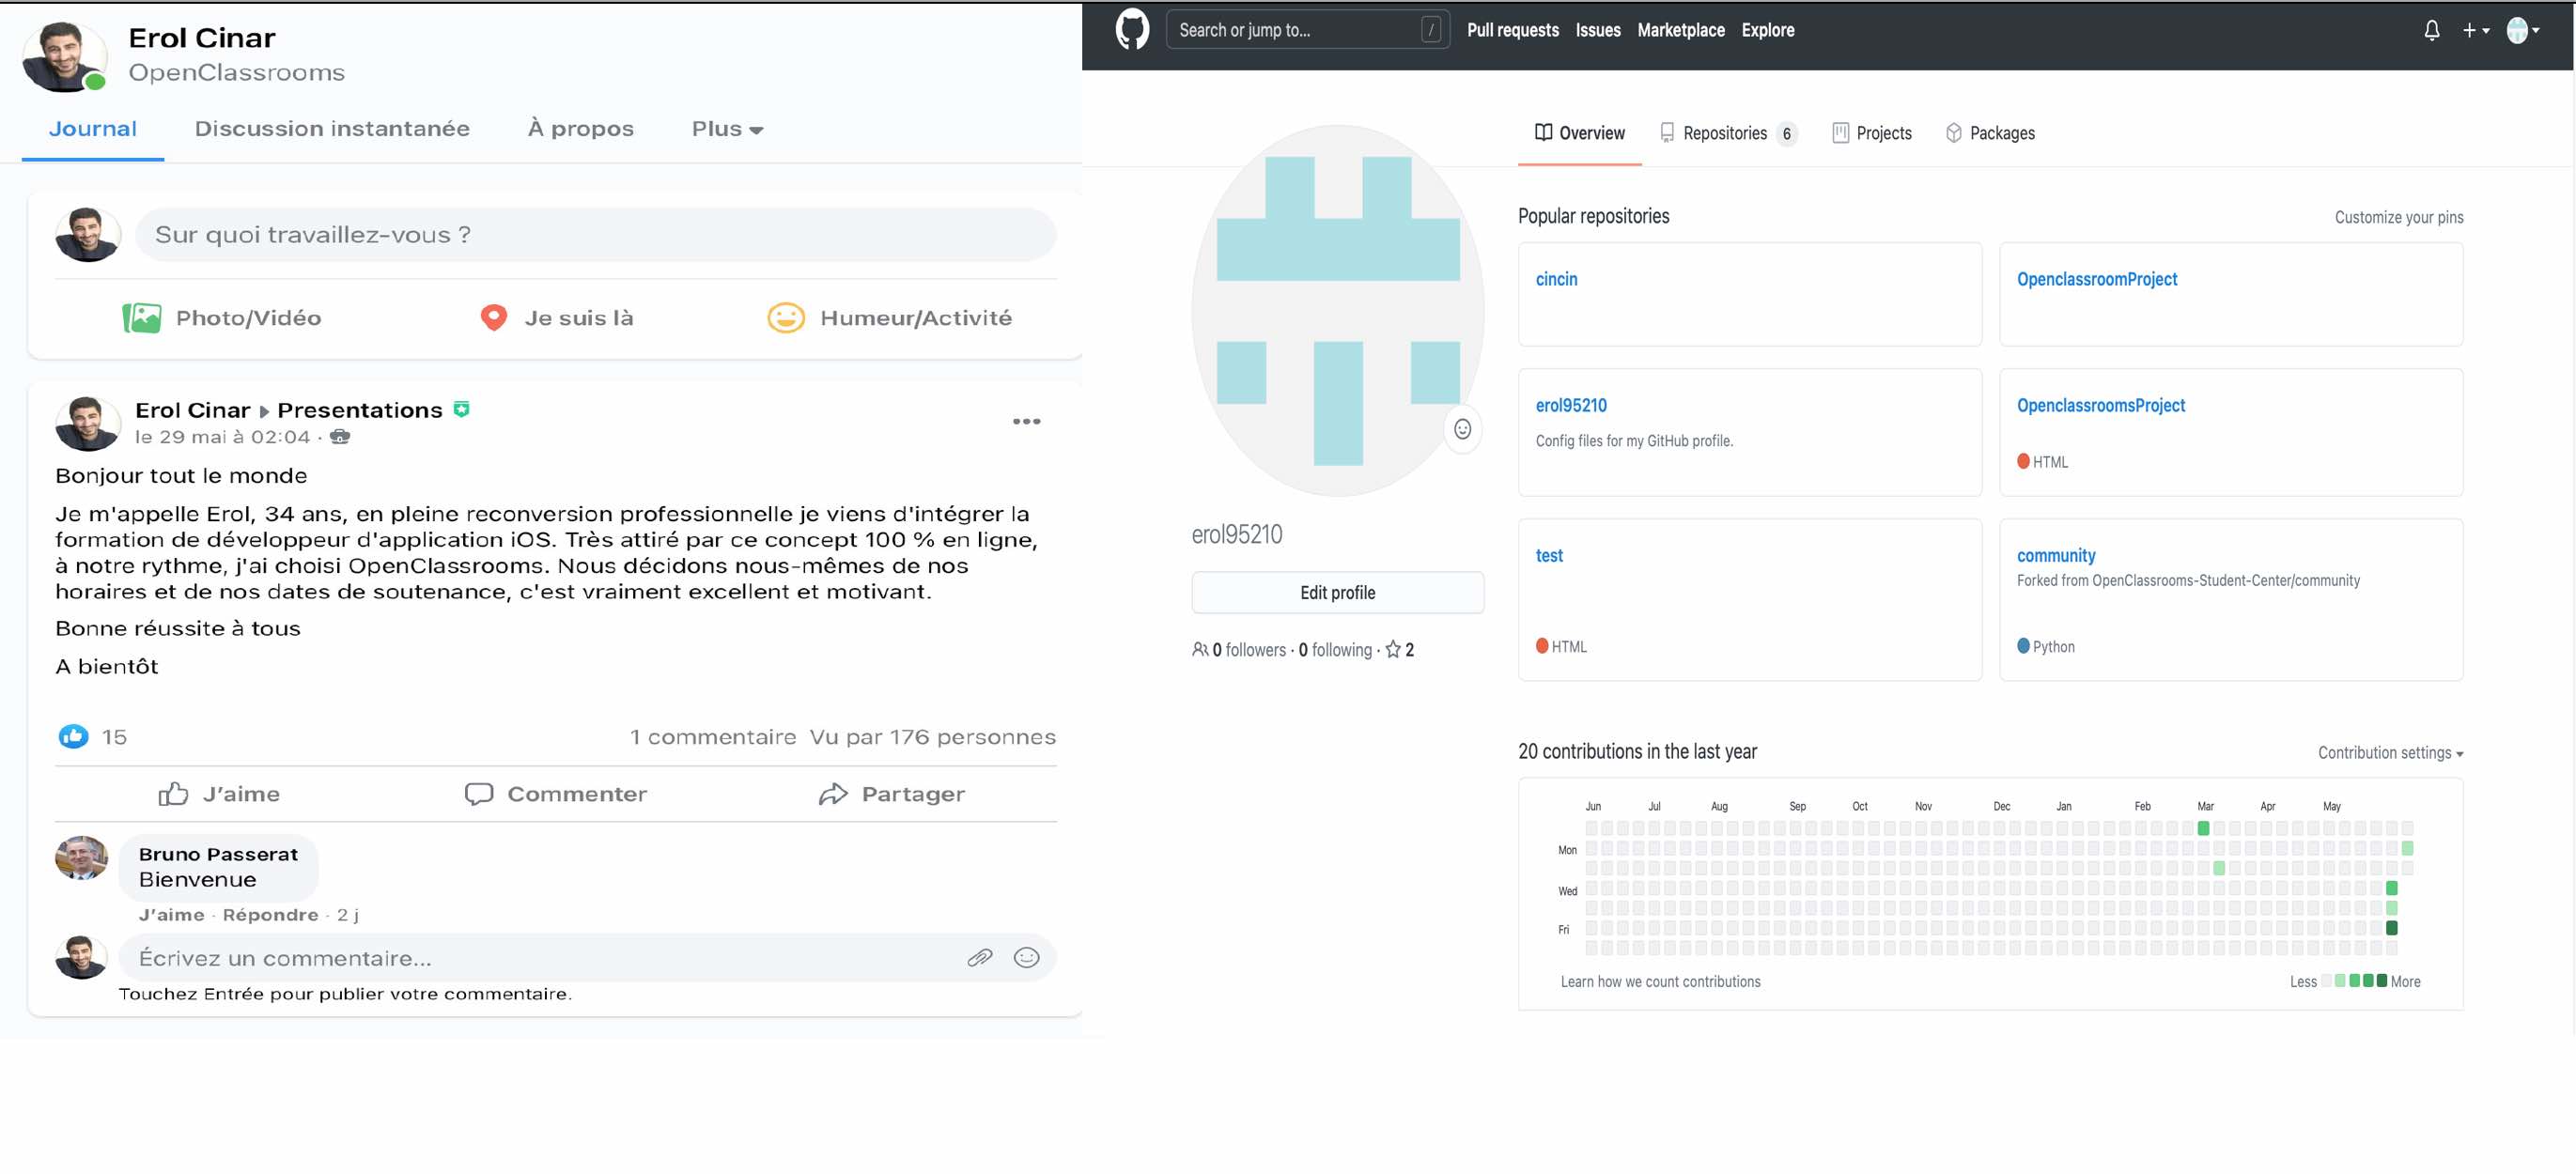 Erol Cinar
OpenClassrooms
Journal
Discussion instantanée
À propos
Plus
Sur quoi travaillez-vous ?
Photo/Vidéo
Je suis là
Humeur/Activité
Erol Cinar Presentations
le 29 mai à 02:04 ·
Bonjour tout le monde
Je m'appelle Erol, 34 ans, en pleine reconversion professionnelle je viens d'intégrer la
formation de développeur d'application iOS. Très attiré par ce concept 100 % en ligne,
à notre rythme, j'ai choisi OpenClassrooms. Nous décidons nous-mêmes de nos
horaires et de nos dates de soutenance, c'est vraiment excellent et motivant.
Bonne réussite à tous
A bientôt
15
1 commentaire Vu par 176 personnes
J'aime
Commenter
Partager
Bruno Passerat
Bienvenue
J'aime · Répondre · 2 j
Écrivez un commentaire...
Touchez Entrée pour publier votre commentaire.
Search or jump to...
/
Pull requests Issues Marketplace Explore
Overview
Repositories 6
Projects
Packages
erol95210
Edit profile
0 followers · 0 following · 2
Popular repositories
Customize your pins
cincin
OpenclassroomProject
erol95210
Config files for my GitHub profile.
OpenclassroomsProject
HTML
test
HTML
community
Forked from OpenClassrooms-Student-Center/community
Python
20 contributions in the last year
Contribution settings
Jun Jul Aug Sep Oct Nov Dec Jan Feb Mar Apr May
Mon
Wed
Fri
Learn how we count contributions
Less More